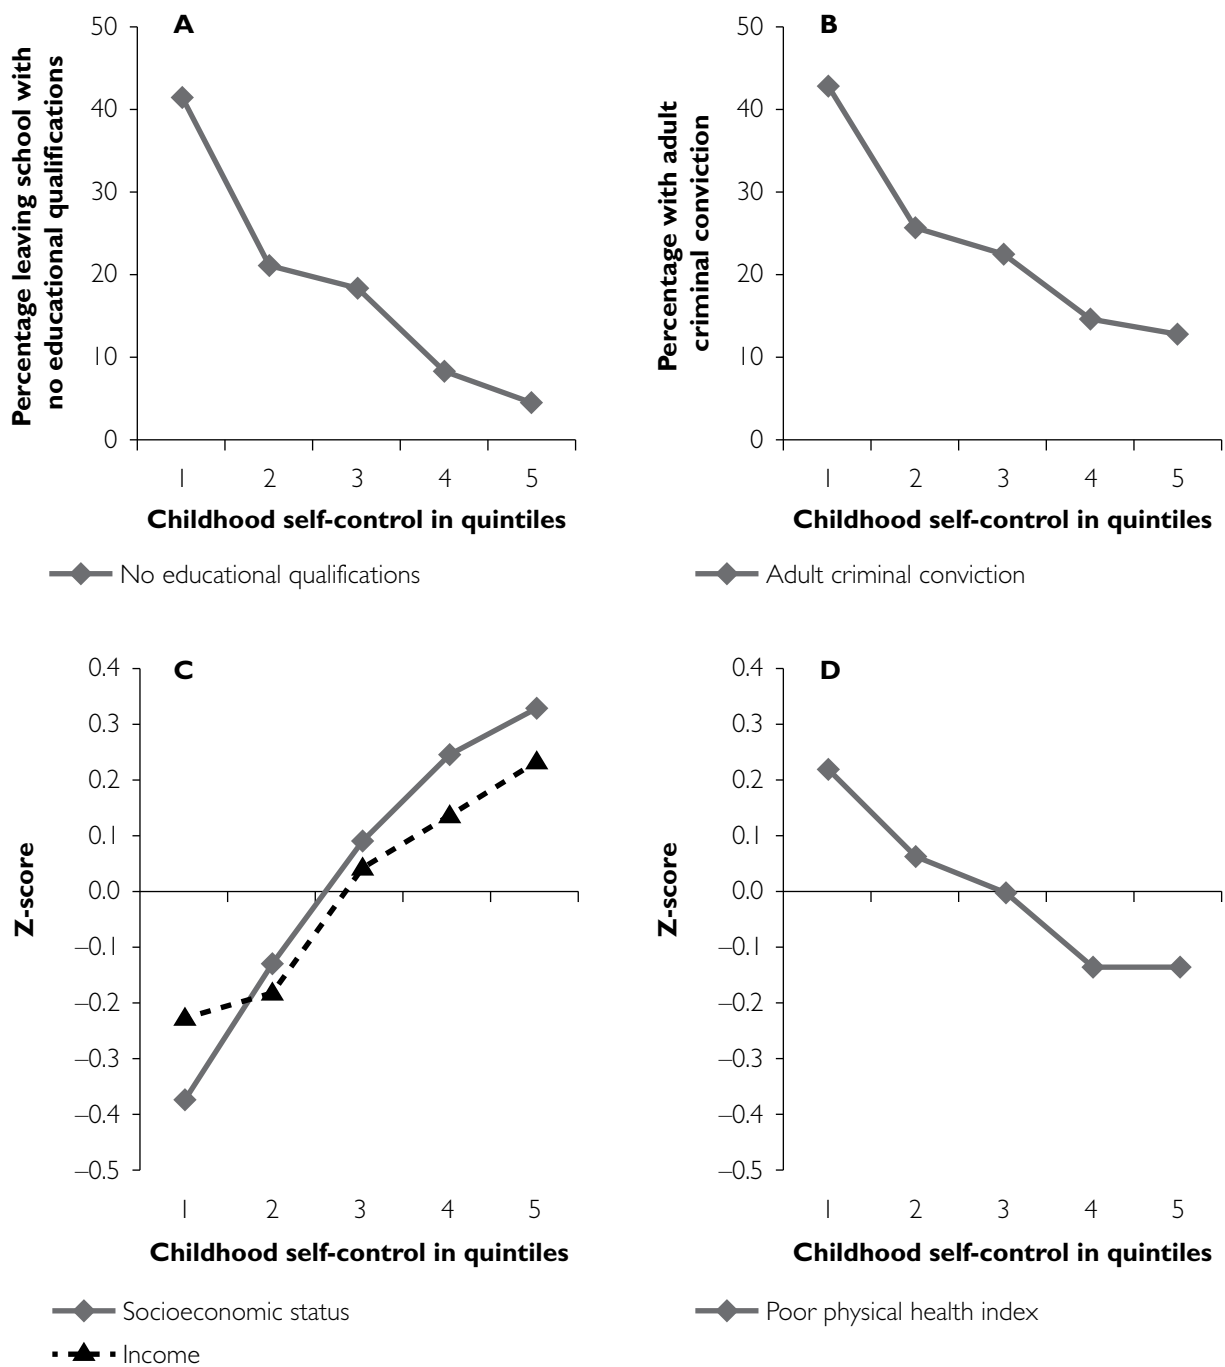 A
Percentage leaving school with
no educational qualifications
50
40
30
20
10
0
1 2 3 4 5
Childhood self-control in quintiles
No educational qualifications
B
Percentage with adult
criminal conviction
50
40
30
20
10
0
1 2 3 4 5
Childhood self-control in quintiles
Adult criminal conviction
C
Z-score
0.4
0.3
0.2
0.1
0.0
–0.1
–0.2
–0.3
–0.4
–0.5
1 2 3 4 5
Childhood self-control in quintiles
Socioeconomic status
Income
D
Z-score
0.4
0.3
0.2
0.1
0.0
–0.1
–0.2
–0.3
–0.4
–0.5
1 2 3 4 5
Childhood self-control in quintiles
Poor physical health index